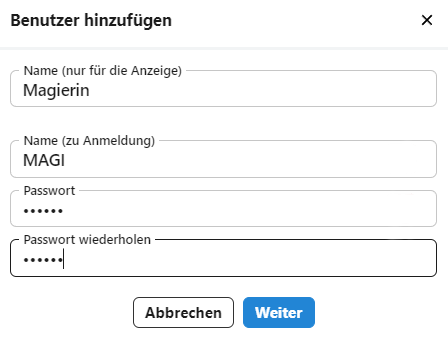 Benutzer hinzufügen
Name (nur für die Anzeige)
Magierin
Name (zu Anmeldung)
MAGI
Passwort
••••••
Passwort wiederholen
••••••
Abbrechen Weiter